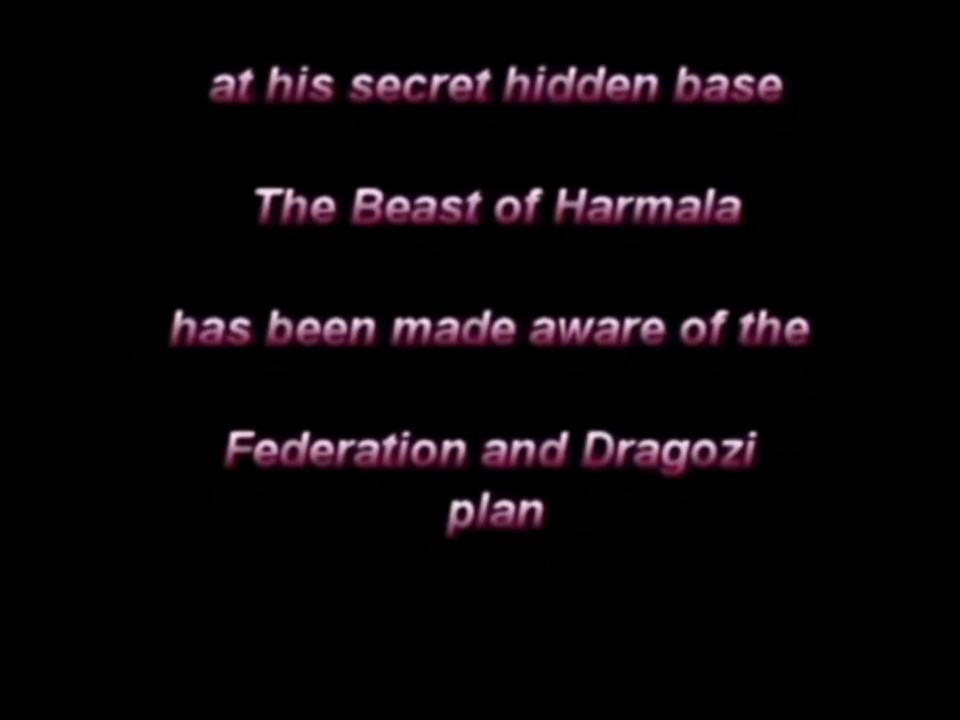 at his secret hidden base
The Beast of Harmala
has been made aware of the
Federation and Dragozi
plan